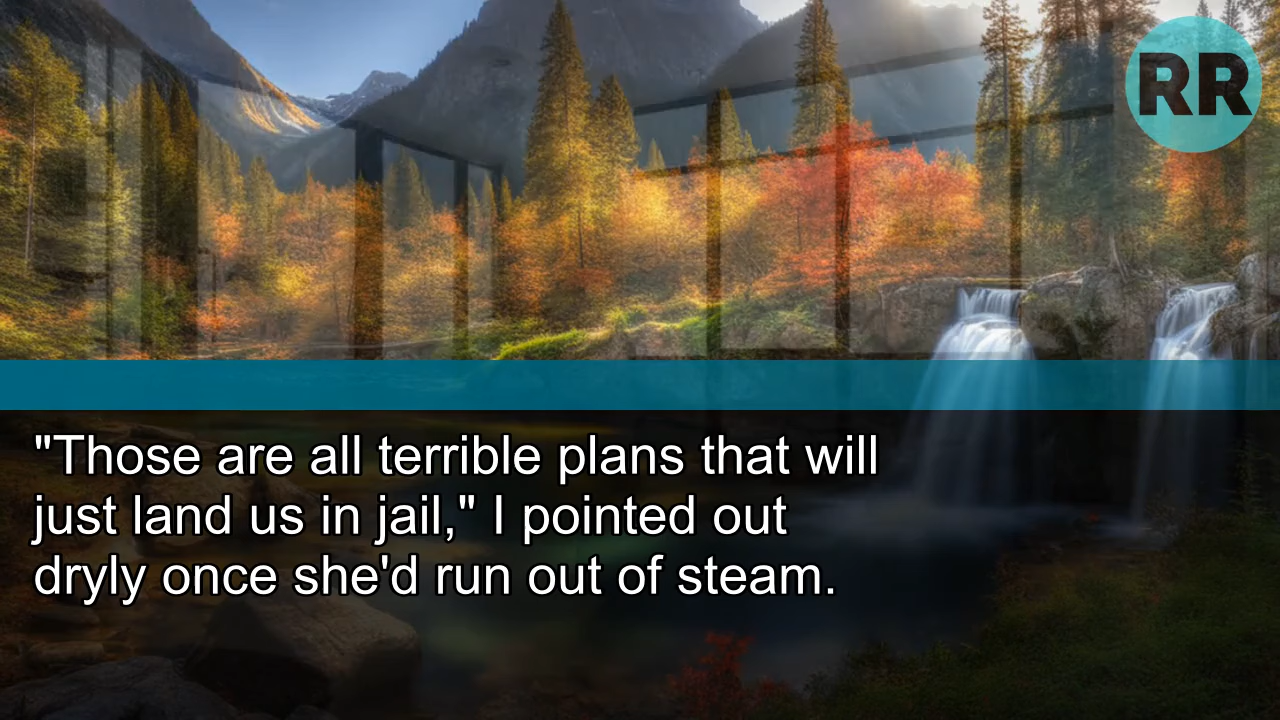 RR
"Those are all terrible plans that will
just land us in jail," I pointed out
dryly once she'd run out of steam.